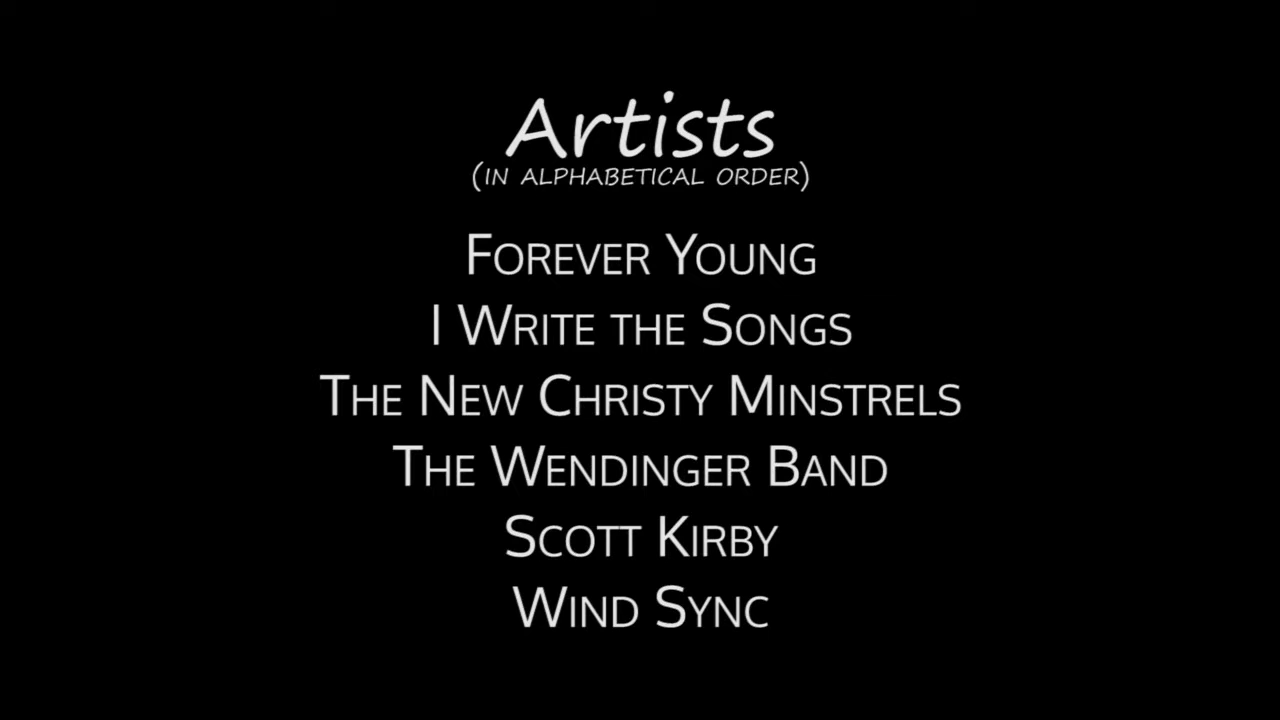 Artists
(IN ALPHABETICAL ORDER)
FOREVER YOUNG
I WRITE THE SONGS
THE NEW CHRISTY MINSTRELS
THE WENDINGER BAND
SCOTT KIRBY
WIND SYNC